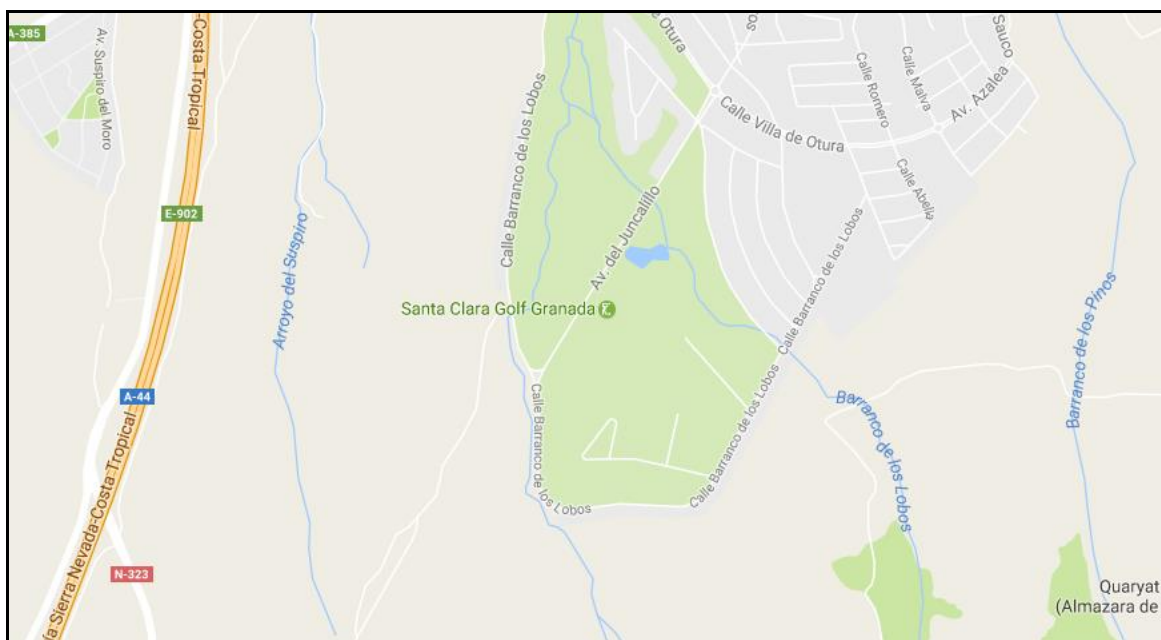 A-385
Av. Suspiro del Moro
-Costa Tropical
E-902
Arroyo del Suspiro
A-44
ía Sierra Nevada-Costa Tropical
N-323
Calle Barranco de los Lobos
e Otura
Calle Villa de Otura
Calle Romero
Calle Malva
Sauco
Av. Azalea
Calle Abelia
Av. del Juncalillo
Santa Clara Golf Granada
Calle Barranco de los Lobos
Calle Barranco de los Lobos
Calle Barranco de los Lobos
Calle Barranco de los Lobos
Barranco de los Lobos
Barranco de los Pinos
Quaryat
(Almazara de